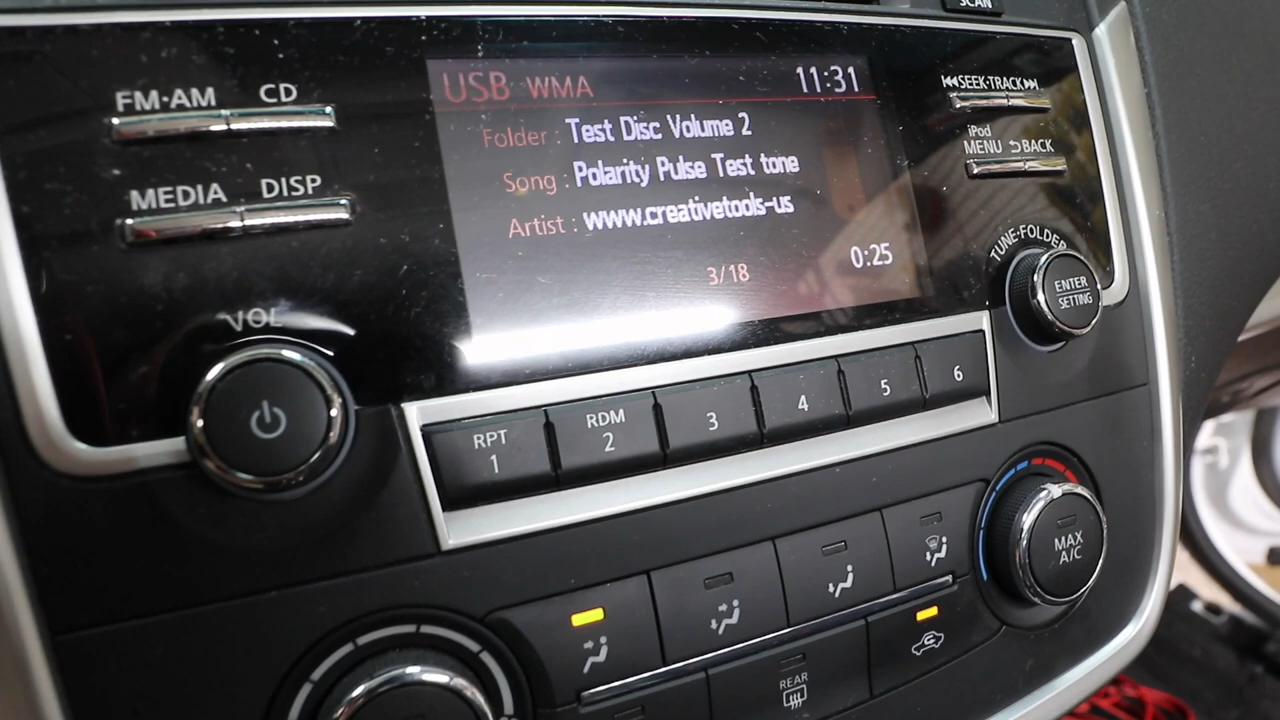 SCAN
FM·AM CD
USB WMA 11:31
SEEK·TRACK
Folder : Test Disc Volume 2
Song : Polarity Pulse Test tone
Artist : www.creativetools-us
3/18 0:25
iPod
MENU BACK
MEDIA DISP
TUNE·FOLDER
ENTER
SETTING
VOL
RPT
1
RDM
2
3
4
5
6
MAX
A/C
REAR